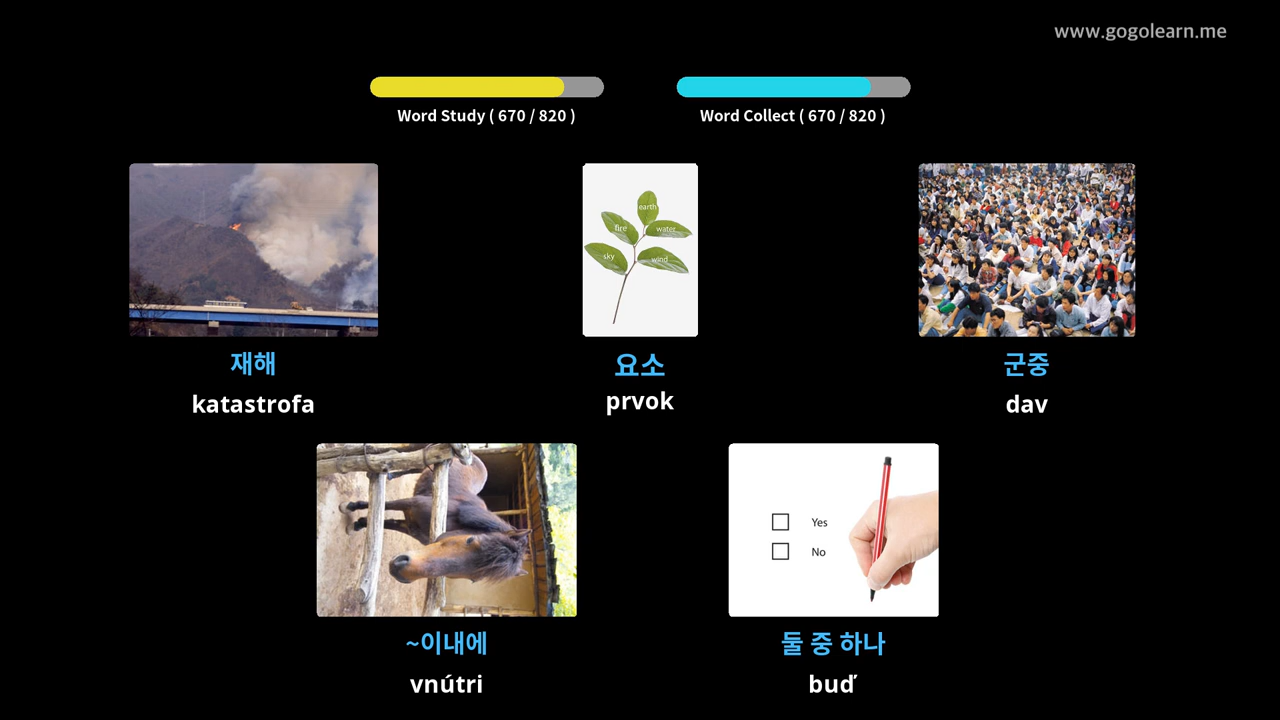 www.gogolearn.me
Word Study ( 670 / 820 )
Word Collect ( 670 / 820 )
earth
fire
water
sky
wind
재해
요소
군중
katastrofa
prvok
dav
Yes
No
~이내에
둘 중 하나
vnútri
buď